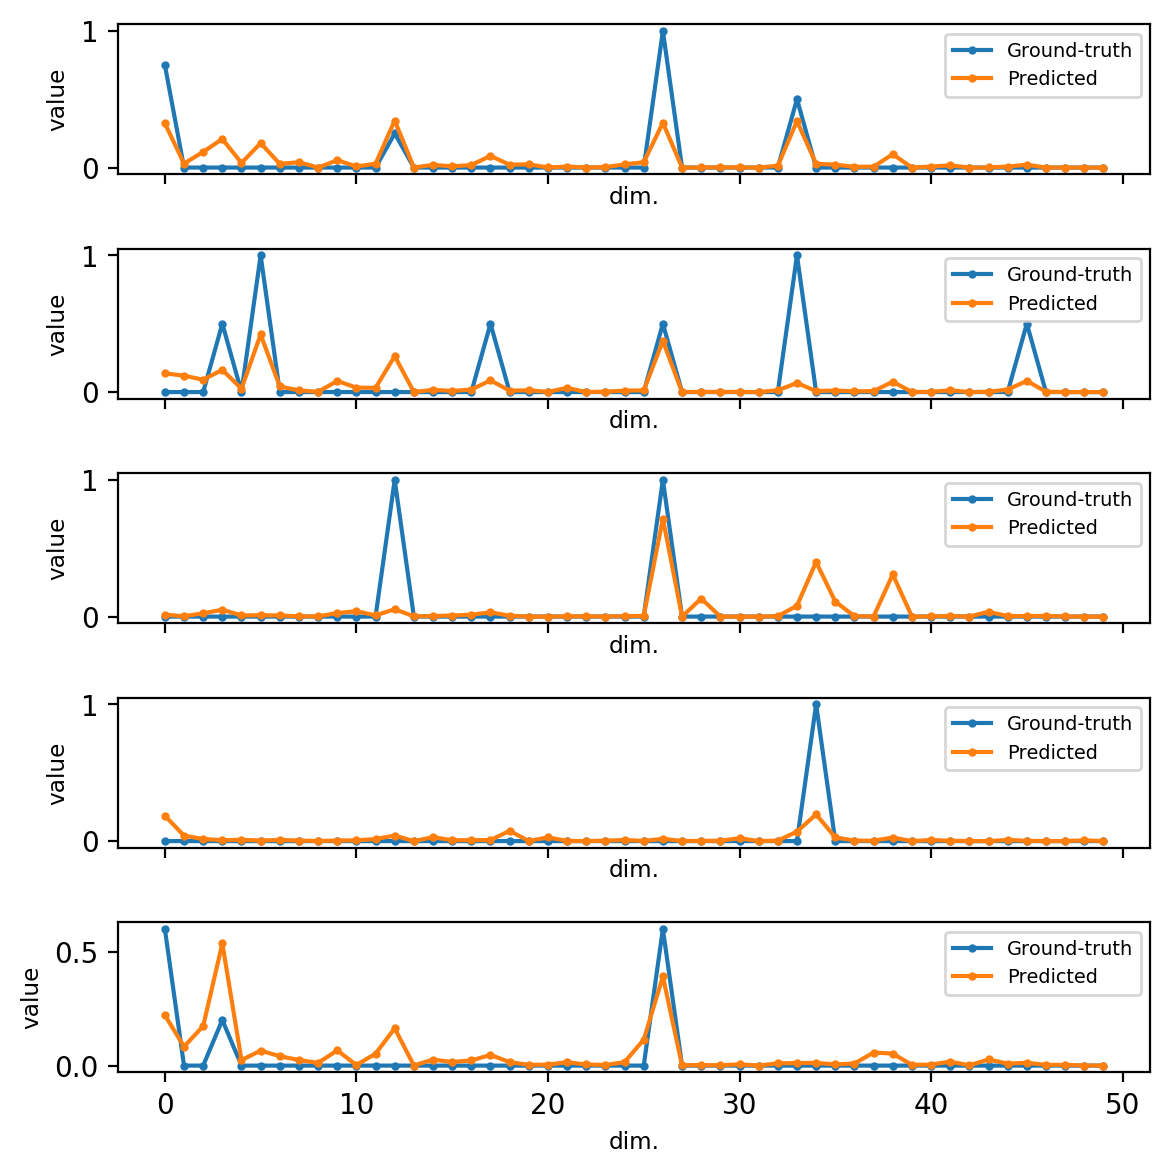 1
0
value
dim.
Ground-truth
Predicted
1
0
value
dim.
Ground-truth
Predicted
1
0
value
dim.
Ground-truth
Predicted
1
0
value
dim.
Ground-truth
Predicted
0.5
0.0
value
Ground-truth
Predicted
0 10 20 30 40 50
dim.